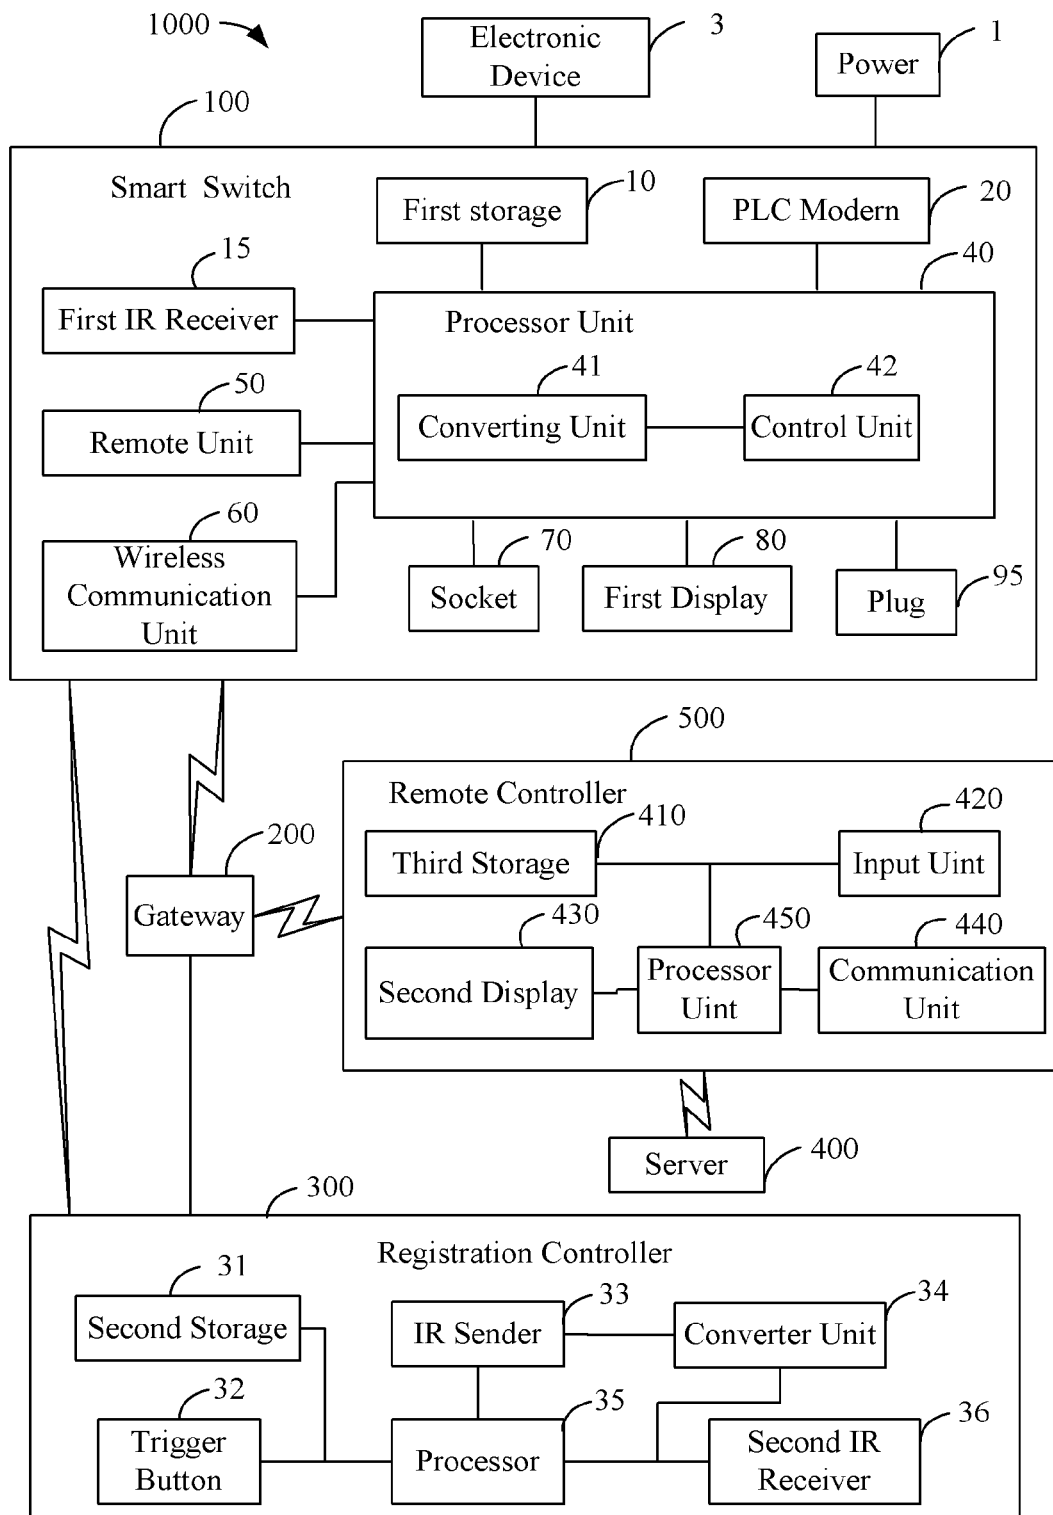 1000
Electronic
Device
3
Power
1
100
Smart Switch
First storage
10
PLC Modern
20
15
First IR Receiver
40
Processor Unit
50
Remote Unit
41
Converting Unit
42
Control Unit
60
Wireless
Communication
Unit
70
Socket
80
First Display
95
Plug
500
Remote Controller
410
Third Storage
420
Input Uint
200
Gateway
430
Second Display
450
Processor
Uint
440
Communication
Unit
Server
400
300
Registration Controller
31
Second Storage
33
IR Sender
34
Converter Unit
32
Trigger
Button
35
Processor
36
Second IR
Receiver